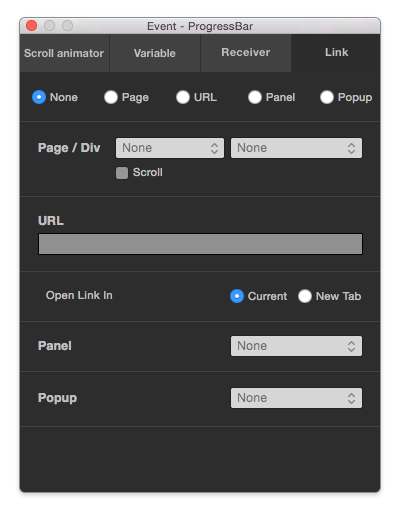 Event - ProgressBar
Scroll animator Variable Receiver Link
None Page URL Panel Popup
Page / Div None None
Scroll
URL
Open Link In Current New Tab
Panel None
Popup None